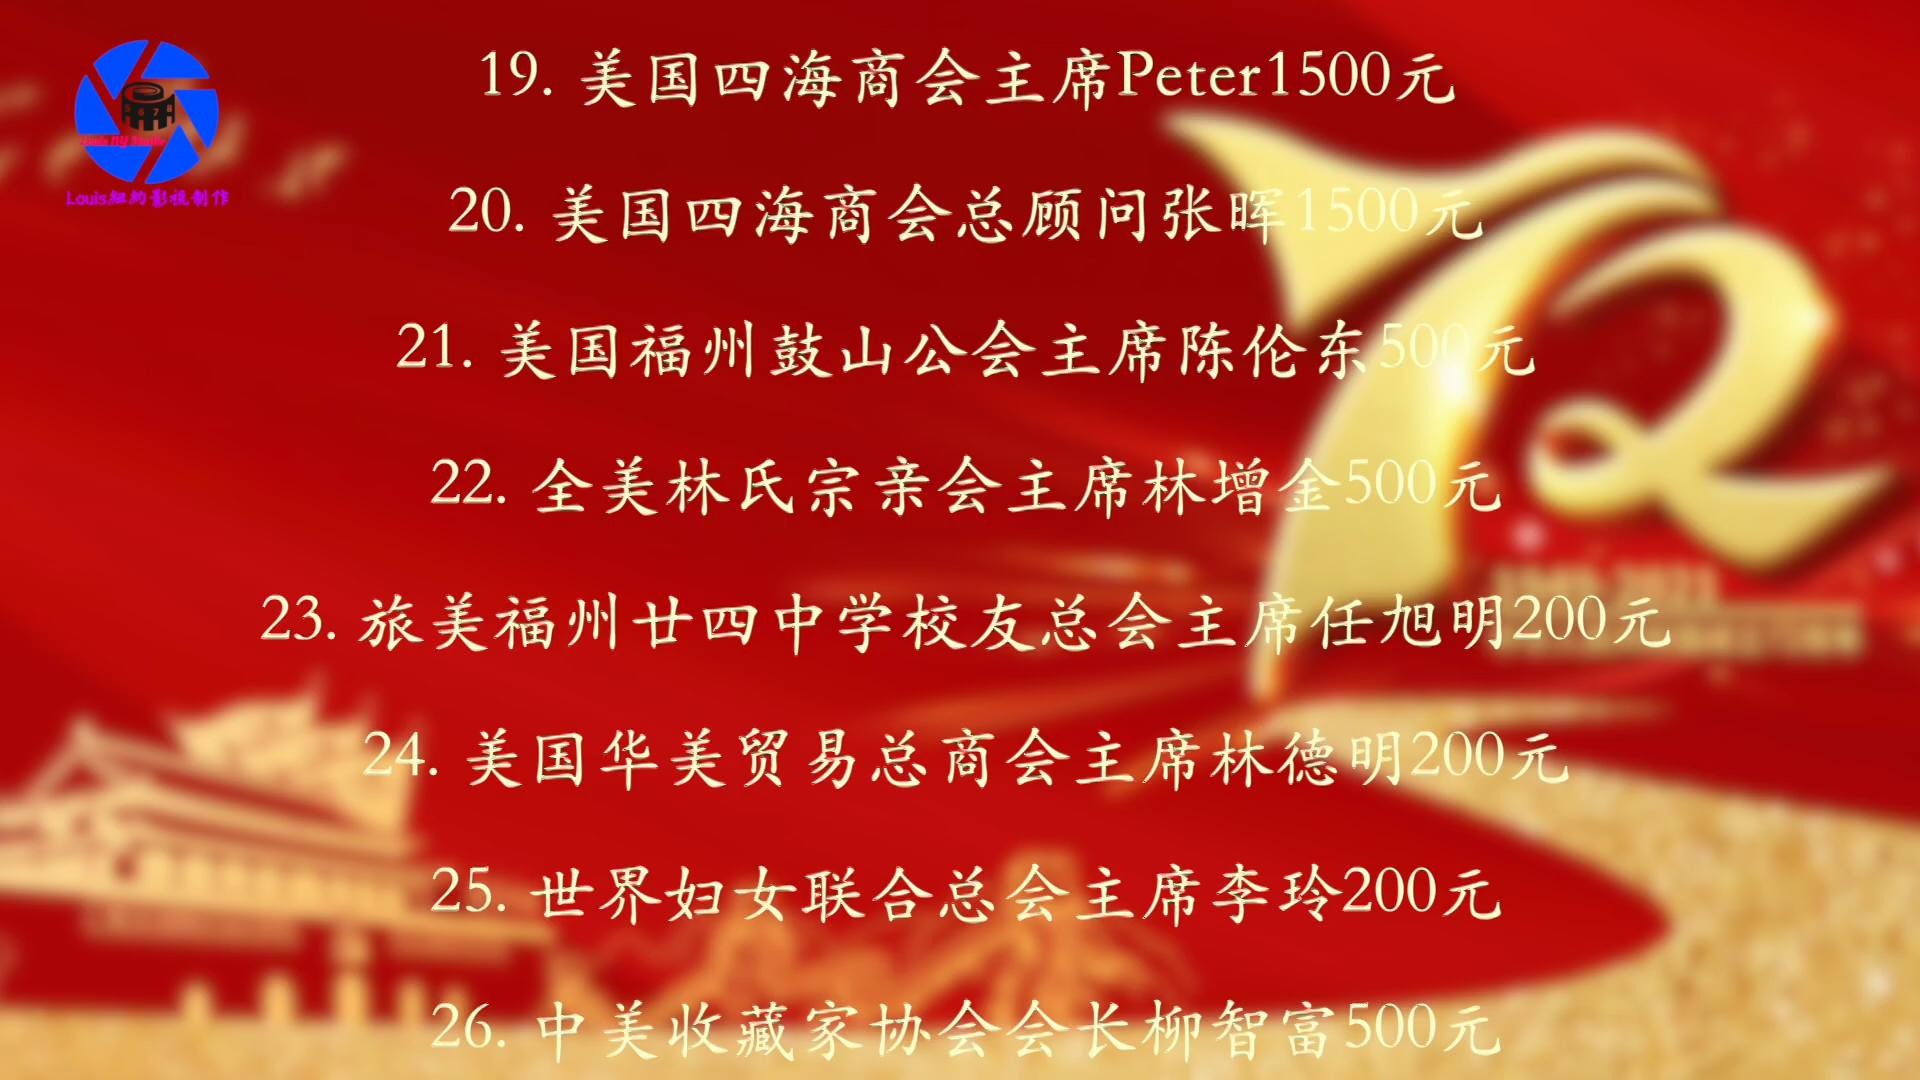 19. 美国四海商会主席Peter1500元
Louis纽约影视制作
20. 美国四海商会总顾问张晖1500元
21. 美国福州鼓山公会主席陈伦东500元
22. 全美林氏宗亲会主席林增金500元
23. 旅美福州廿四中学校友总会主席任旭明200元
24. 美国华美贸易总商会主席林德明200元
25. 世界妇女联合总会主席李玲200元
26. 中美收藏家协会会长柳智富500元